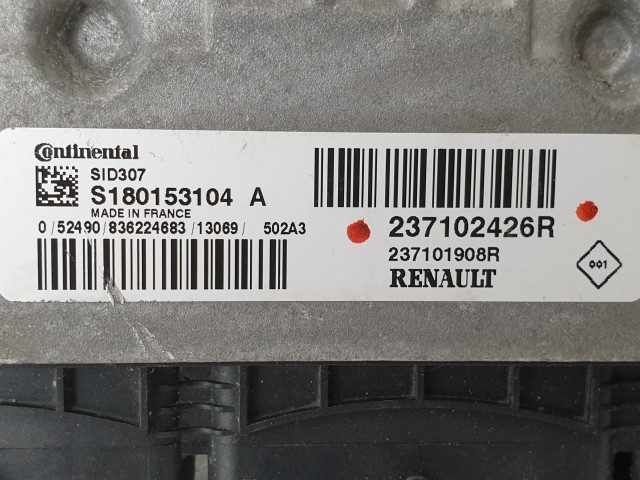 Continental
SID307
S180153104 A
MADE IN FRANCE
0/52490/836224683/13069/ 502A3
237102426R
237101908R
RENAULT
001